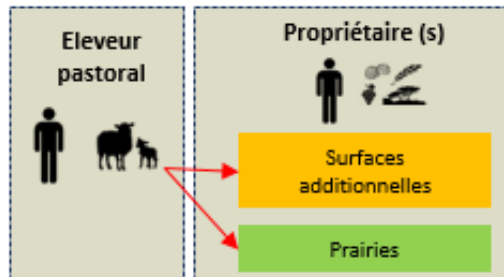 Eleveur
pastoral
Propriétaire (s)
Surfaces
additionnelles
Prairies